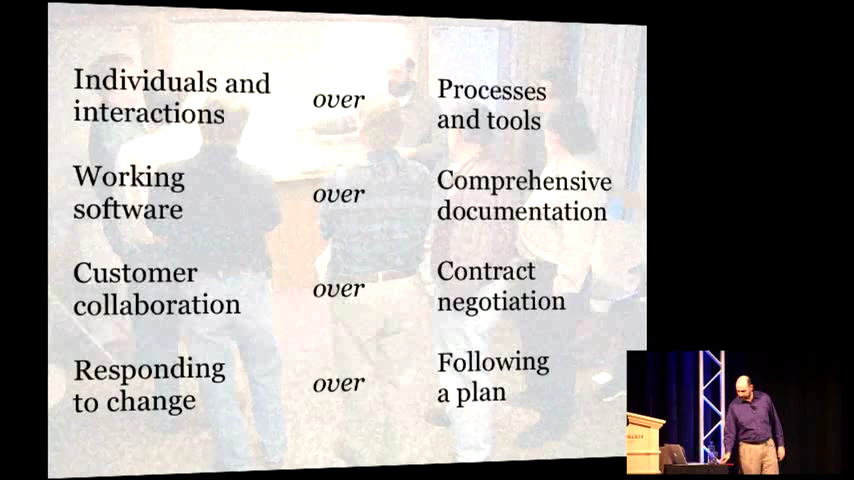 Individuals and
interactions
over
Processes
and tools
Working
software
over
Comprehensive
documentation
Customer
collaboration
over
Contract
negotiation
Responding
to change
over
Following
a plan